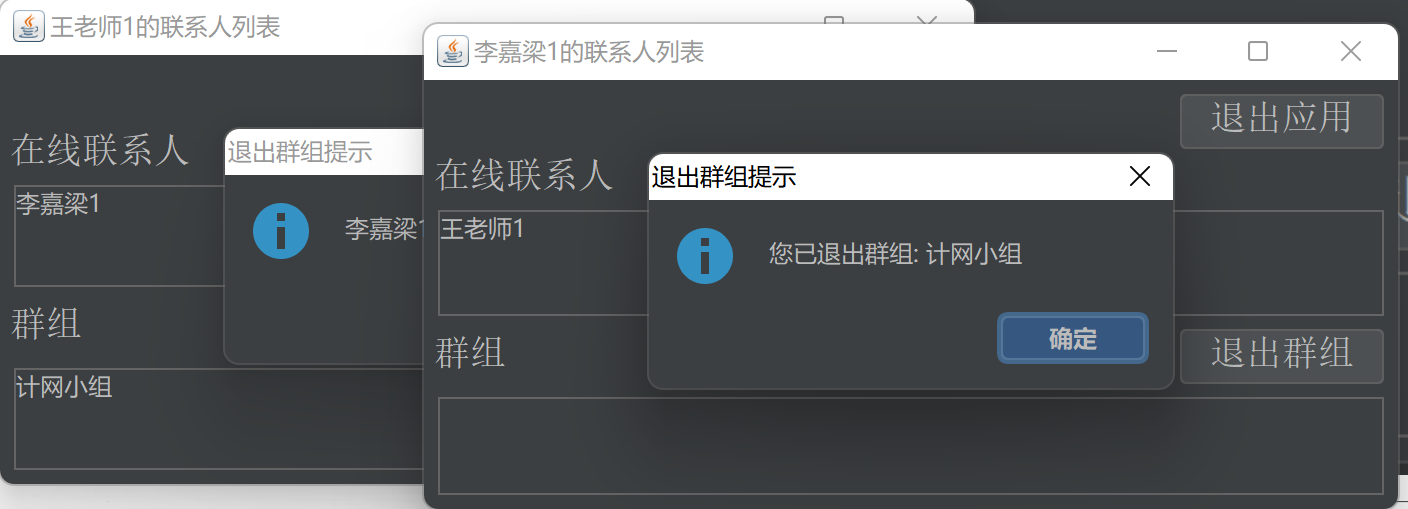 王老师1的联系人列表
在线联系人
李嘉梁1
退出群组提示
李嘉梁1
群组
计网小组
李嘉梁1的联系人列表
退出应用
在线联系人
王老师1
退出群组提示
您已退出群组: 计网小组
确定
群组
退出群组